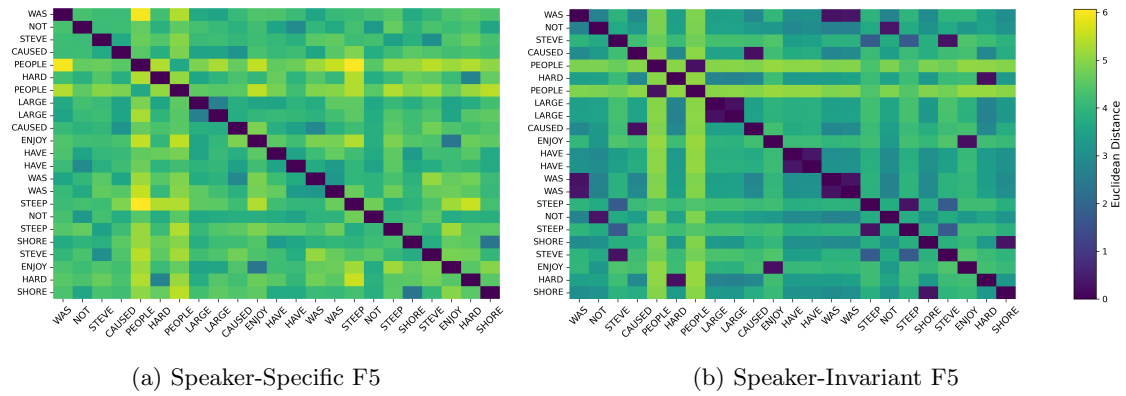 WAS
NOT
STEVE
CAUSED
PEOPLE
HARD
PEOPLE
LARGE
LARGE
CAUSED
ENJOY
HAVE
HAVE
WAS
WAS
STEEP
NOT
STEEP
SHORE
STEVE
ENJOY
HARD
SHORE
WAS NOT STEVE CAUSED PEOPLE HARD PEOPLE LARGE LARGE CAUSED ENJOY HAVE HAVE WAS WAS STEEP NOT STEEP SHORE STEVE ENJOY HARD SHORE
(a) Speaker-Specific F5
WAS
NOT
STEVE
CAUSED
PEOPLE
HARD
PEOPLE
LARGE
LARGE
CAUSED
ENJOY
HAVE
HAVE
WAS
WAS
STEEP
NOT
STEEP
SHORE
STEVE
ENJOY
HARD
SHORE
WAS NOT STEVE CAUSED PEOPLE HARD PEOPLE LARGE LARGE CAUSED ENJOY HAVE HAVE WAS WAS STEEP NOT STEEP SHORE STEVE ENJOY HARD SHORE
(b) Speaker-Invariant F5
6
5
4
3
2
1
0
Euclidean Distance